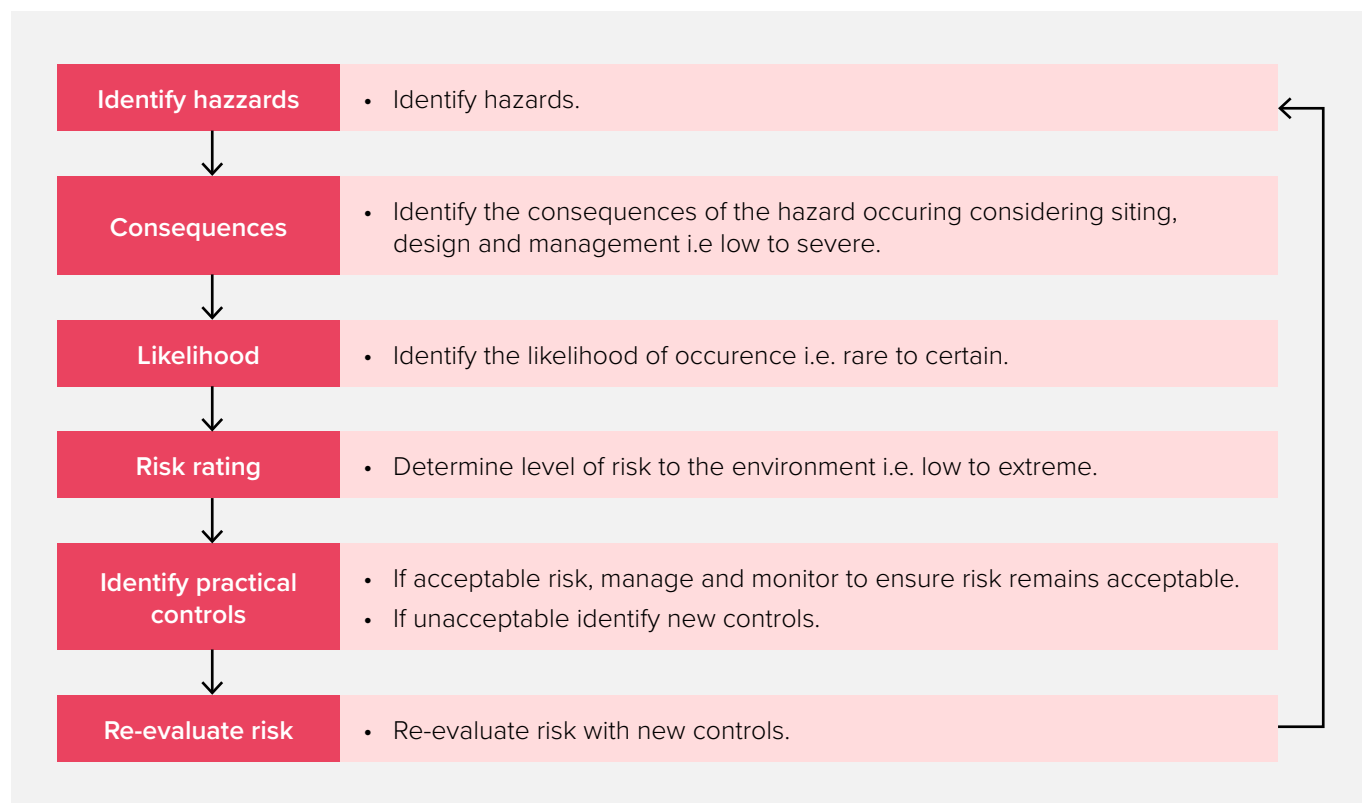 Identify hazzards
• Identify hazards.
Consequences
• Identify the consequences of the hazard occuring considering siting,
design and management i.e low to severe.
Likelihood
• Identify the likelihood of occurence i.e. rare to certain.
Risk rating
• Determine level of risk to the environment i.e. low to extreme.
Identify practical
controls
• If acceptable risk, manage and monitor to ensure risk remains acceptable.
• If unacceptable identify new controls.
Re-evaluate risk
• Re-evaluate risk with new controls.